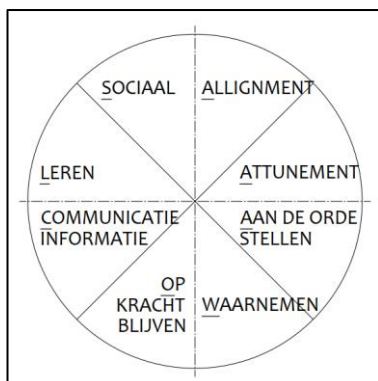 SOCIAAL
ALLIGNMENT
LEREN
ATTUNEMENT
COMMUNICATIE
INFORMATIE
AAN DE ORDE
STELLEN
OP
KRACHT
BLIJVEN
WAARNEMEN